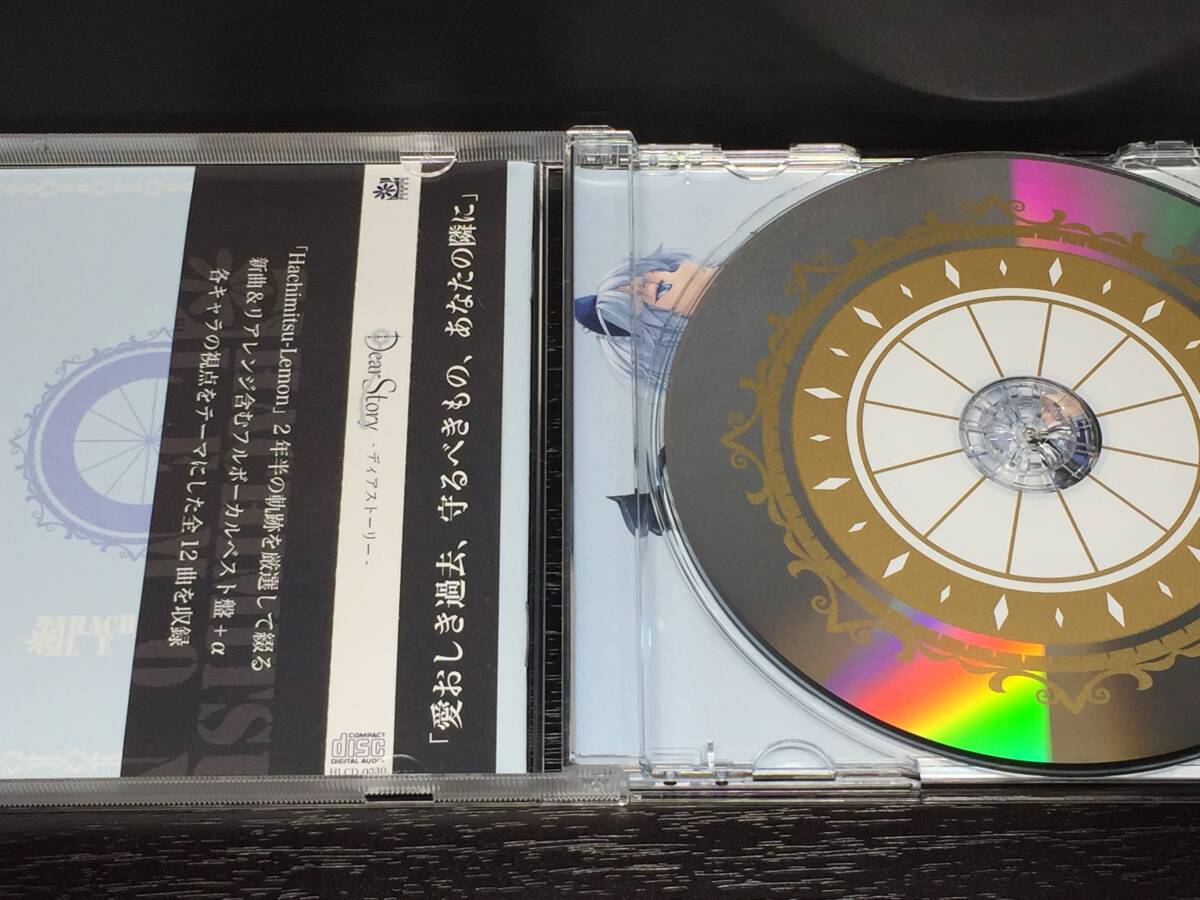 「愛おしき過去、守るべきもの、あなたの隣に」
Dear Story
- ディアストーリー -
COMPACT
disc
DIGITAL AUDIO
HLCD-0030
「Hachimitsu-Lemon」2年半の軌跡を厳選して綴る
新曲&リアレンジ含むフルボーカルベスト盤+α
各キャラの視点をテーマにした全12曲を収録